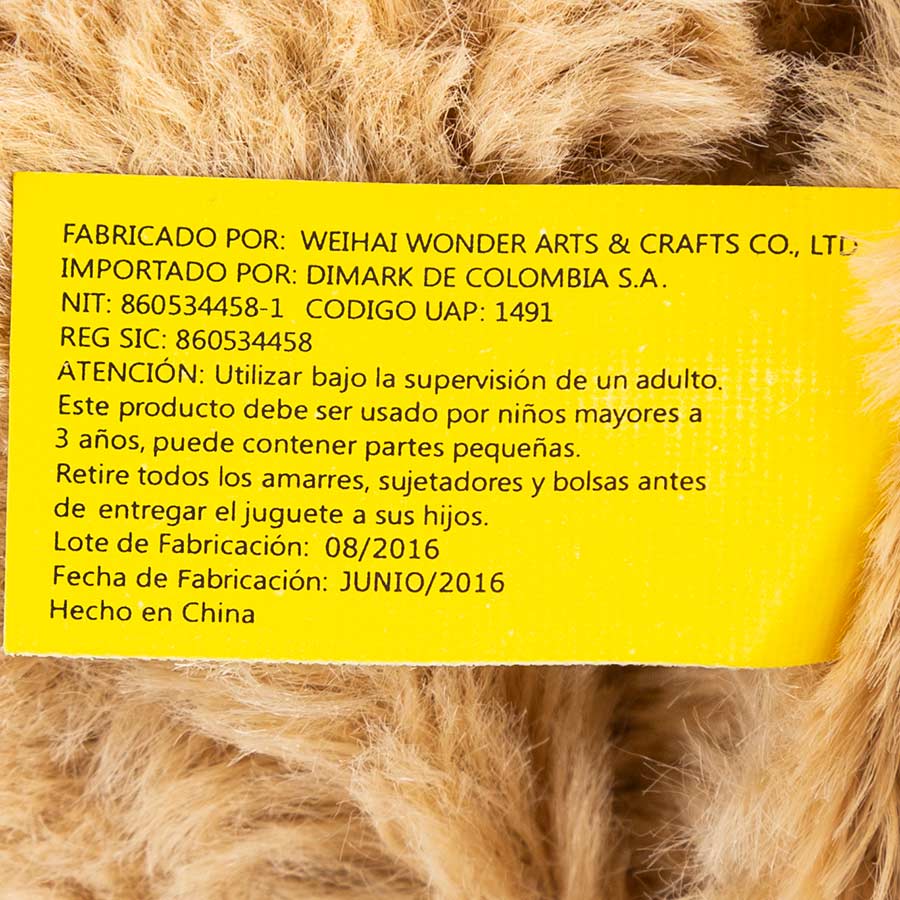 FABRICADO POR: WEIHAI WONDER ARTS & CRAFTS CO., LTD
IMPORTADO POR: DIMARK DE COLOMBIA S.A.
NIT: 860534458-1 CODIGO UAP: 1491
REG SIC: 860534458
ATENCIÓN: Utilizar bajo la supervisión de un adulto.
Este producto debe ser usado por niños mayores a
3 años, puede contener partes pequeñas.
Retire todos los amarres, sujetadores y bolsas antes
de entregar el juguete a sus hijos.
Lote de Fabricación: 08/2016
Fecha de Fabricación: JUNIO/2016
Hecho en China